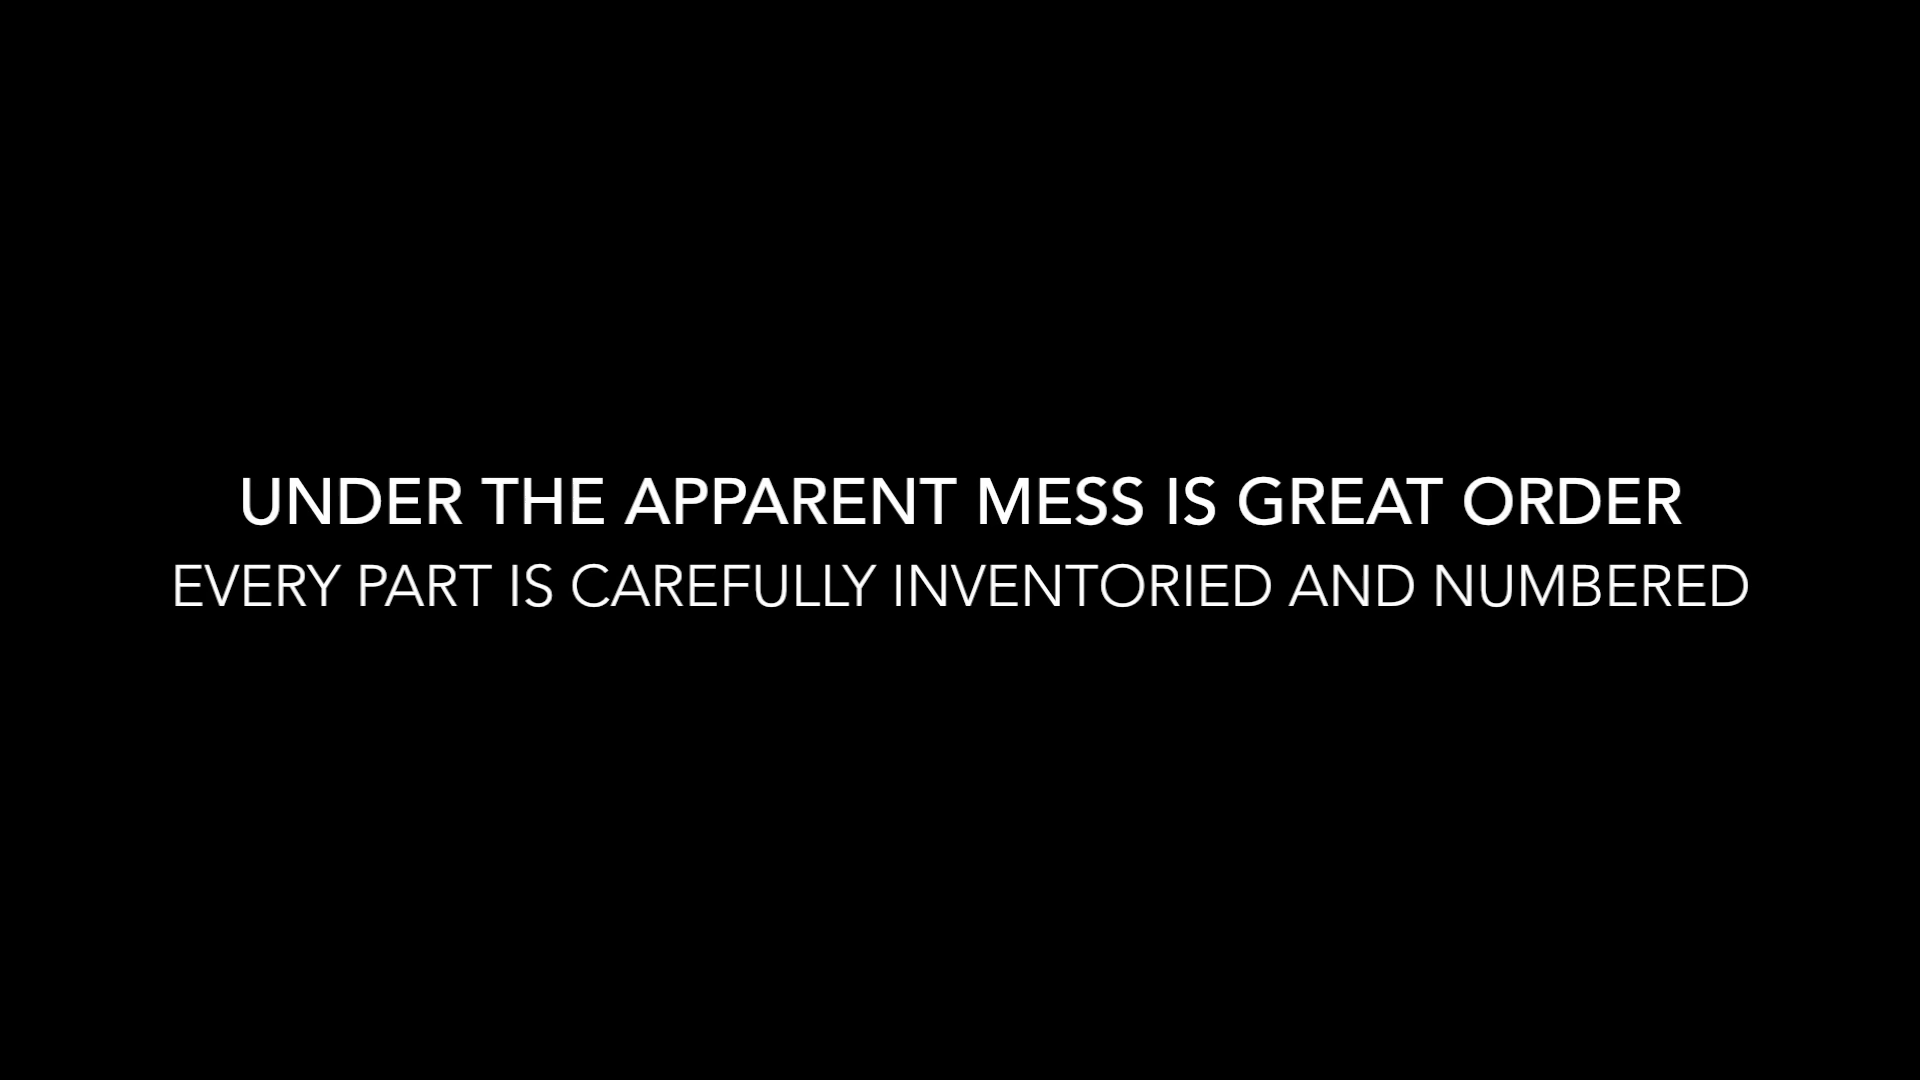 UNDER THE APPARENT MESS IS GREAT ORDER
EVERY PART IS CAREFULLY INVENTORIED AND NUMBERED